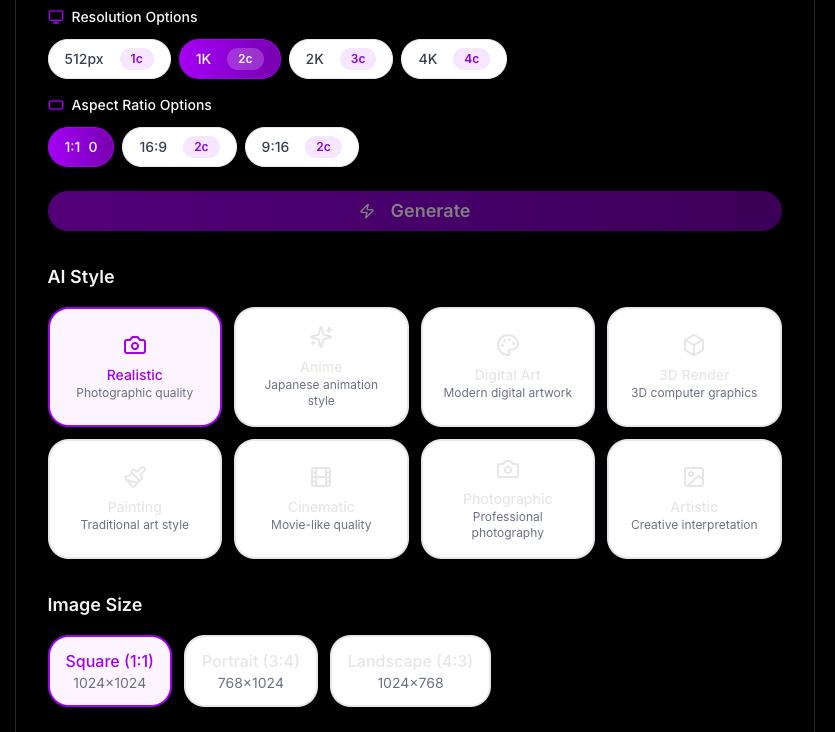 Resolution Options
512px 1c 1K 2c 2K 3c 4K 4c
Aspect Ratio Options
1:1 0 16:9 2c 9:16 2c
Generate
AI Style
Realistic
Photographic quality
Anime
Japanese animation
style
Digital Art
Modern digital artwork
3D Render
3D computer graphics
Painting
Traditional art style
Cinematic
Movie-like quality
Photographic
Professional
photography
Artistic
Creative interpretation
Image Size
Square (1:1)
1024×1024
Portrait (3:4)
768×1024
Landscape (4:3)
1024×768